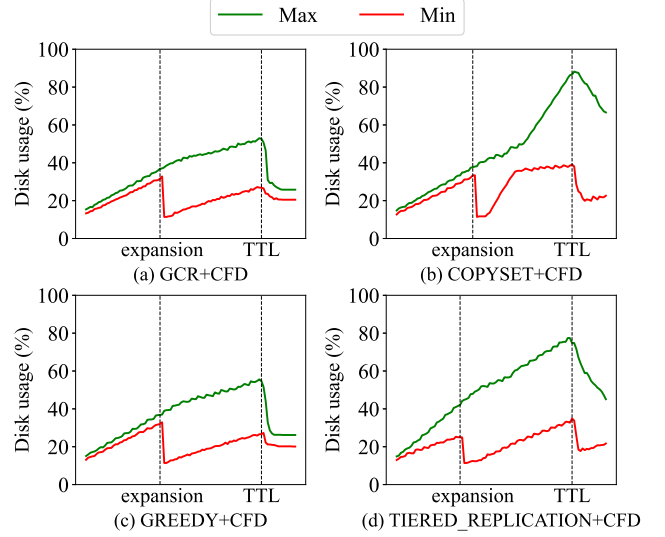 Max Min
100
80
60
40
20
0
Disk usage (%)
expansion TTL
(a) GCR+CFD
100
80
60
40
20
0
Disk usage (%)
expansion TTL
(b) COPYSET+CFD
100
80
60
40
20
0
Disk usage (%)
expansion TTL
(c) GREEDY+CFD
100
80
60
40
20
0
Disk usage (%)
expansion TTL
(d) TIERED_REPLICATION+CFD